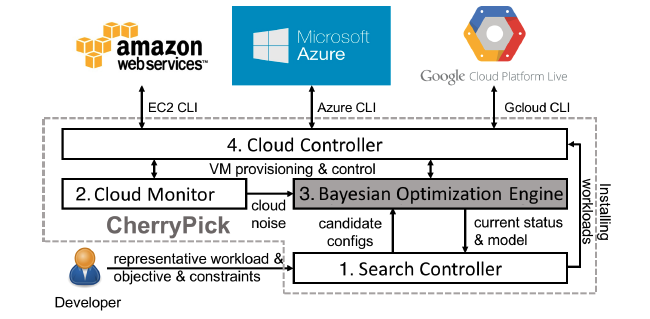 amazon
webservices™
Microsoft
Azure
Google Cloud Platform Live
EC2 CLI
Azure CLI
Gcloud CLI
4. Cloud Controller
VM provisioning & control
2. Cloud Monitor
3. Bayesian Optimization Engine
cloud
noise
CherryPick
candidate
configs
current status
& model
Installing
workloads
representative workload &
objective & constraints
1. Search Controller
Developer